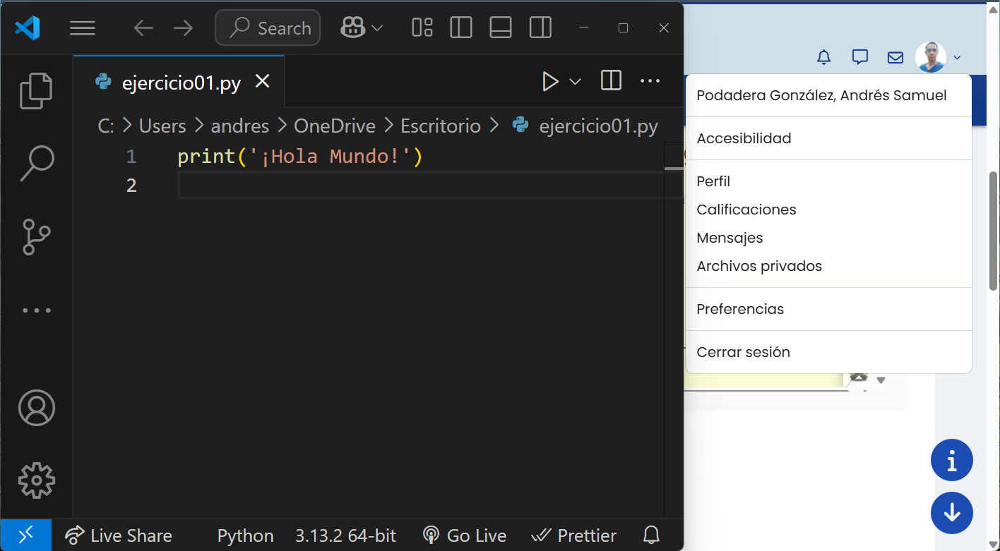 Search
ejercicio01.py
C: > Users > andres > OneDrive > Escritorio > ejercicio01.py
1 print('¡Hola Mundo!')
2
Live Share Python 3.13.2 64-bit Go Live Prettier
Podadera González, Andrés Samuel
Accesibilidad
Perfil
Calificaciones
Mensajes
Archivos privados
Preferencias
Cerrar sesión